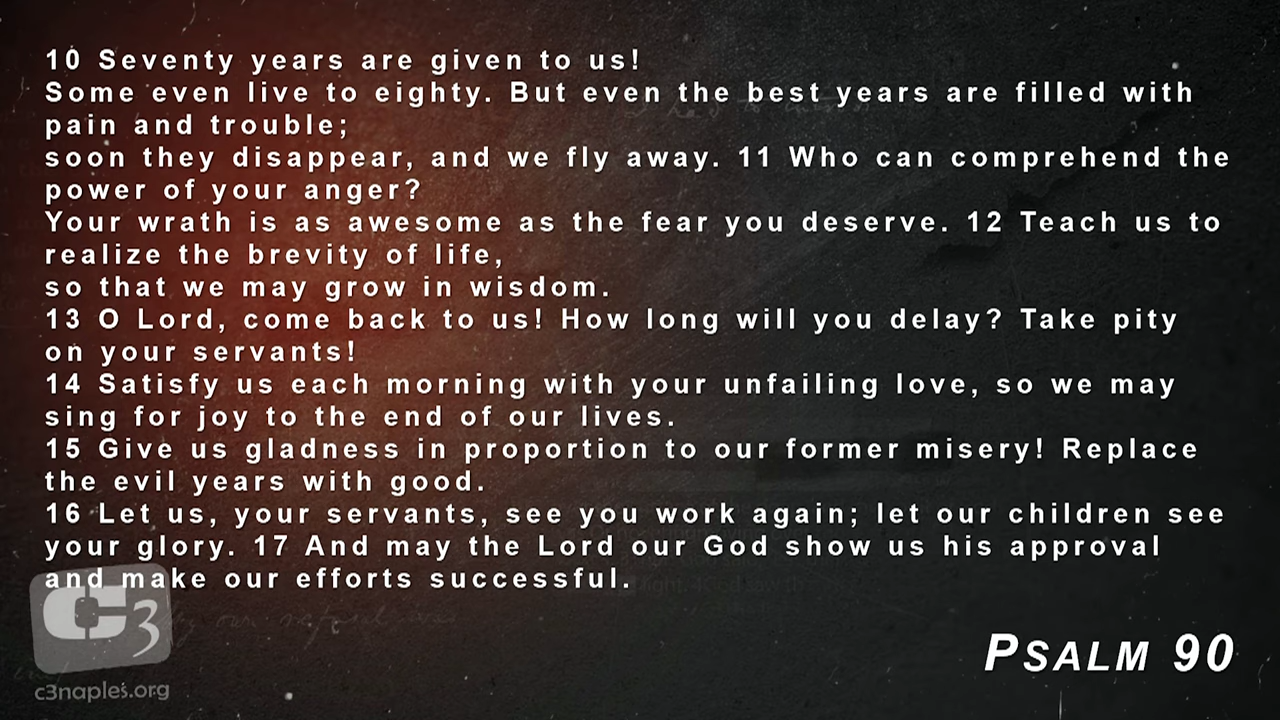 10 Seventy years are given to us!
Some even live to eighty. But even the best years are filled with
pain and trouble;
soon they disappear, and we fly away. 11 Who can comprehend the
power of your anger?
Your wrath is as awesome as the fear you deserve. 12 Teach us to
realize the brevity of life,
so that we may grow in wisdom.
13 O Lord, come back to us! How long will you delay? Take pity
on your servants!
14 Satisfy us each morning with your unfailing love, so we may
sing for joy to the end of our lives.
15 Give us gladness in proportion to our former misery! Replace
the evil years with good.
16 Let us, your servants, see you work again; let our children see
your glory. 17 And may the Lord our God show us his approval
and make our efforts successful.
C3
c3naples.org
PSALM 90